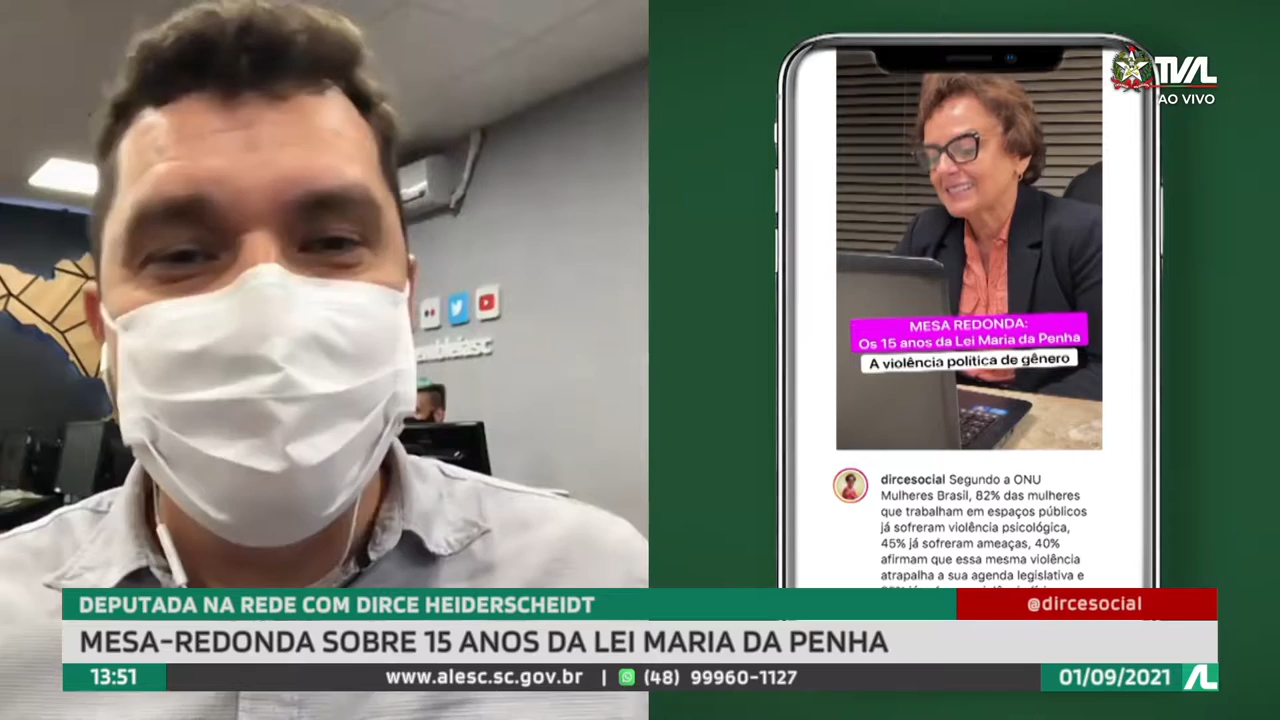 TVAL
AO VIVO
MESA REDONDA:
Os 15 anos da Lei Maria da Penha
A violência política de gênero
dircesocial Segundo a ONU
Mulheres Brasil, 82% das mulheres
que trabalham em espaços públicos
já sofreram violência psicológica,
45% já sofreram ameaças, 40%
afirmam que essa mesma violência
atrapalha a sua agenda legislativa e
DEPUTADA NA REDE COM DIRCE HEIDERSCHEIDT
@dircesocial
MESA-REDONDA SOBRE 15 ANOS DA LEI MARIA DA PENHA
13:51
www.alesc.sc.gov.br | (48) 99960-1127
01/09/2021